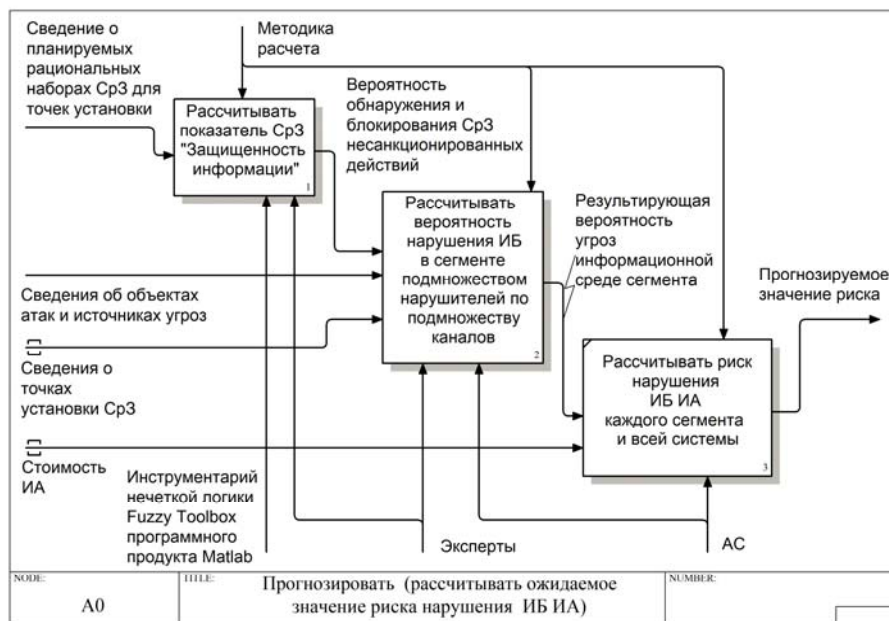 Сведение о
планируемых
рациональных
наборах СрЗ для
точек установки
Методика
расчета
Рассчитывать
показатель СрЗ
"Защищенность
информации"
1
Вероятность
обнаружения и
блокирования СрЗ
несанкционированных
действий
Рассчитывать
вероятность
нарушения ИБ
в сегменте
подмножеством
нарушителей по
подмножеству
каналов
2
Результирующая
вероятность
угроз
информационной
среде сегмента
Прогнозируемое
значение риска
Сведения об объектах
атак и источниках угроз
Сведения о
точках
установки СрЗ
Рассчитывать риск
нарушения
ИБ ИА
каждого сегмента
и всей системы
3
Стоимость
ИА
Инструментарий
нечеткой логики
Fuzzy Toolbox
программного
продукта Matlab
Эксперты
АС
NODE:
A0
TITLE:
Прогнозировать (рассчитывать ожидаемое
значение риска нарушения ИБ ИА)
NUMBER: